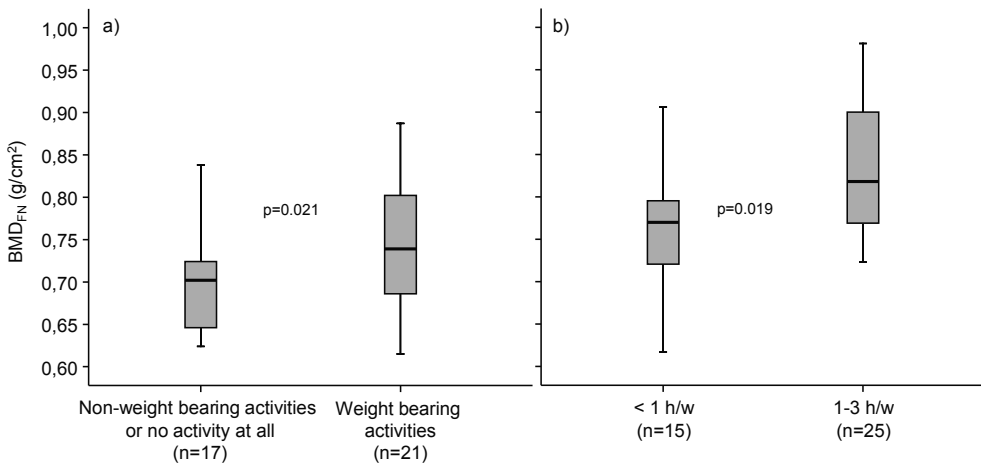 a)
b)
1,00
0,95
0,90
0,85
0,80
0,75
0,70
0,65
0,60
BMDFN (g/cm2)
p=0.021
p=0.019
Non-weight bearing activities
or no activity at all
(n=17)
Weight bearing
activities
(n=21)
< 1 h/w
(n=15)
1-3 h/w
(n=25)